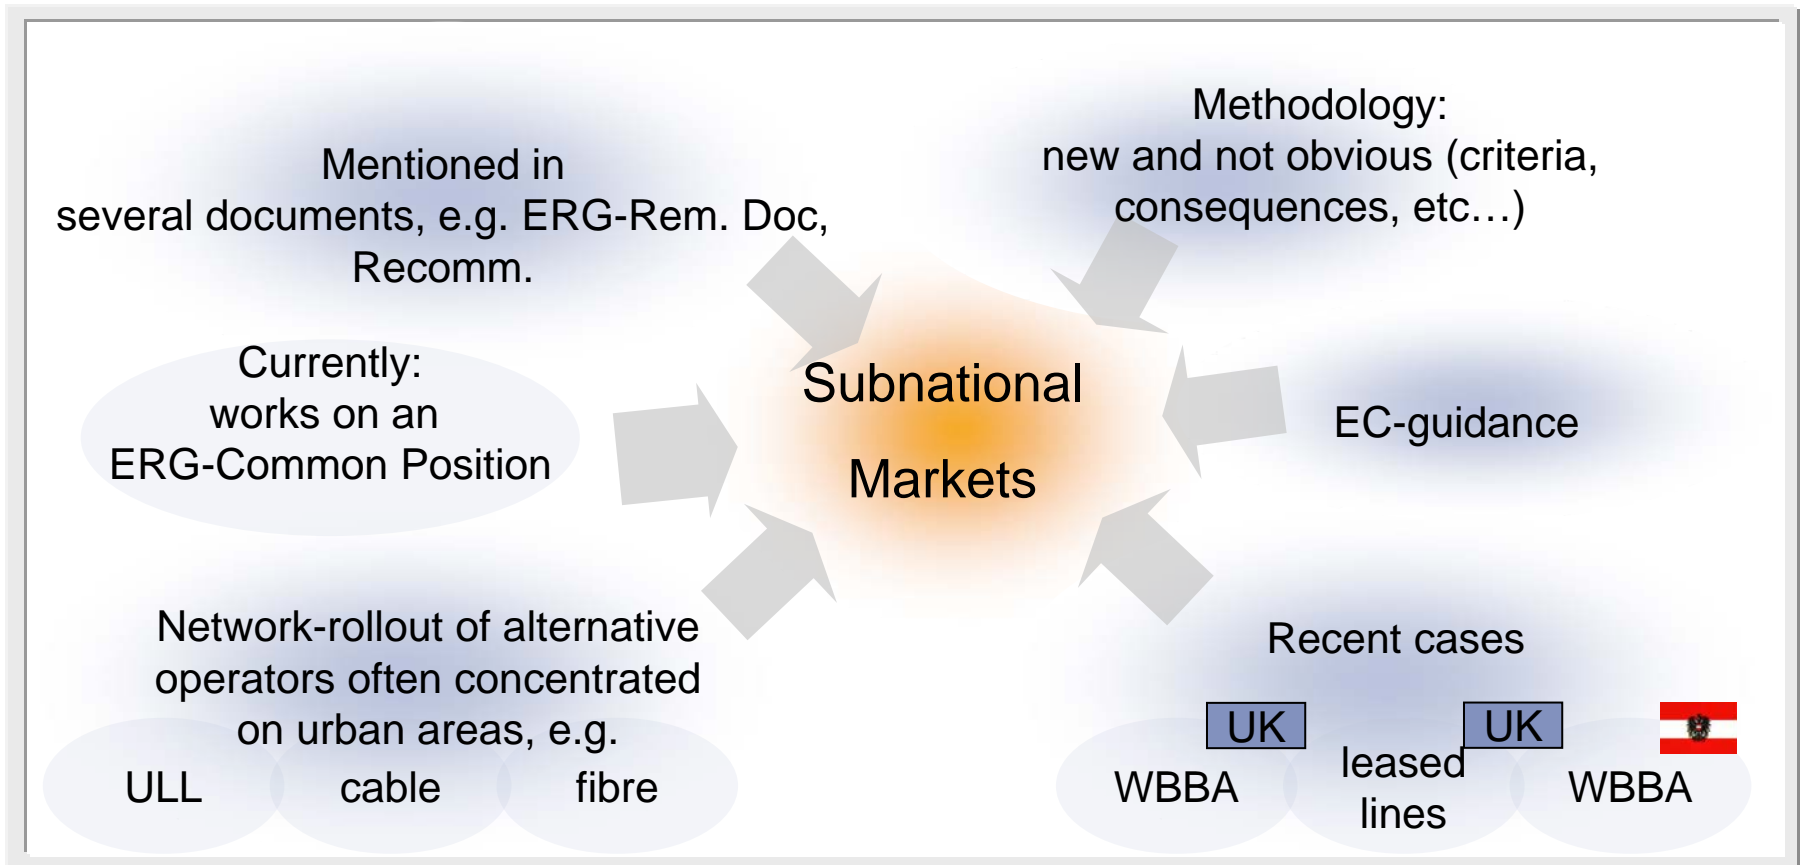 Mentioned in
several documents, e.g. ERG-Rem. Doc,
Recomm.
Methodology:
new and not obvious (criteria,
consequences, etc…)
Currently:
works on an
ERG-Common Position
Subnational
Markets
EC-guidance
Network-rollout of alternative
operators often concentrated
on urban areas, e.g.
ULL
cable
fibre
Recent cases
UK
UK
WBBA
leased
lines
WBBA